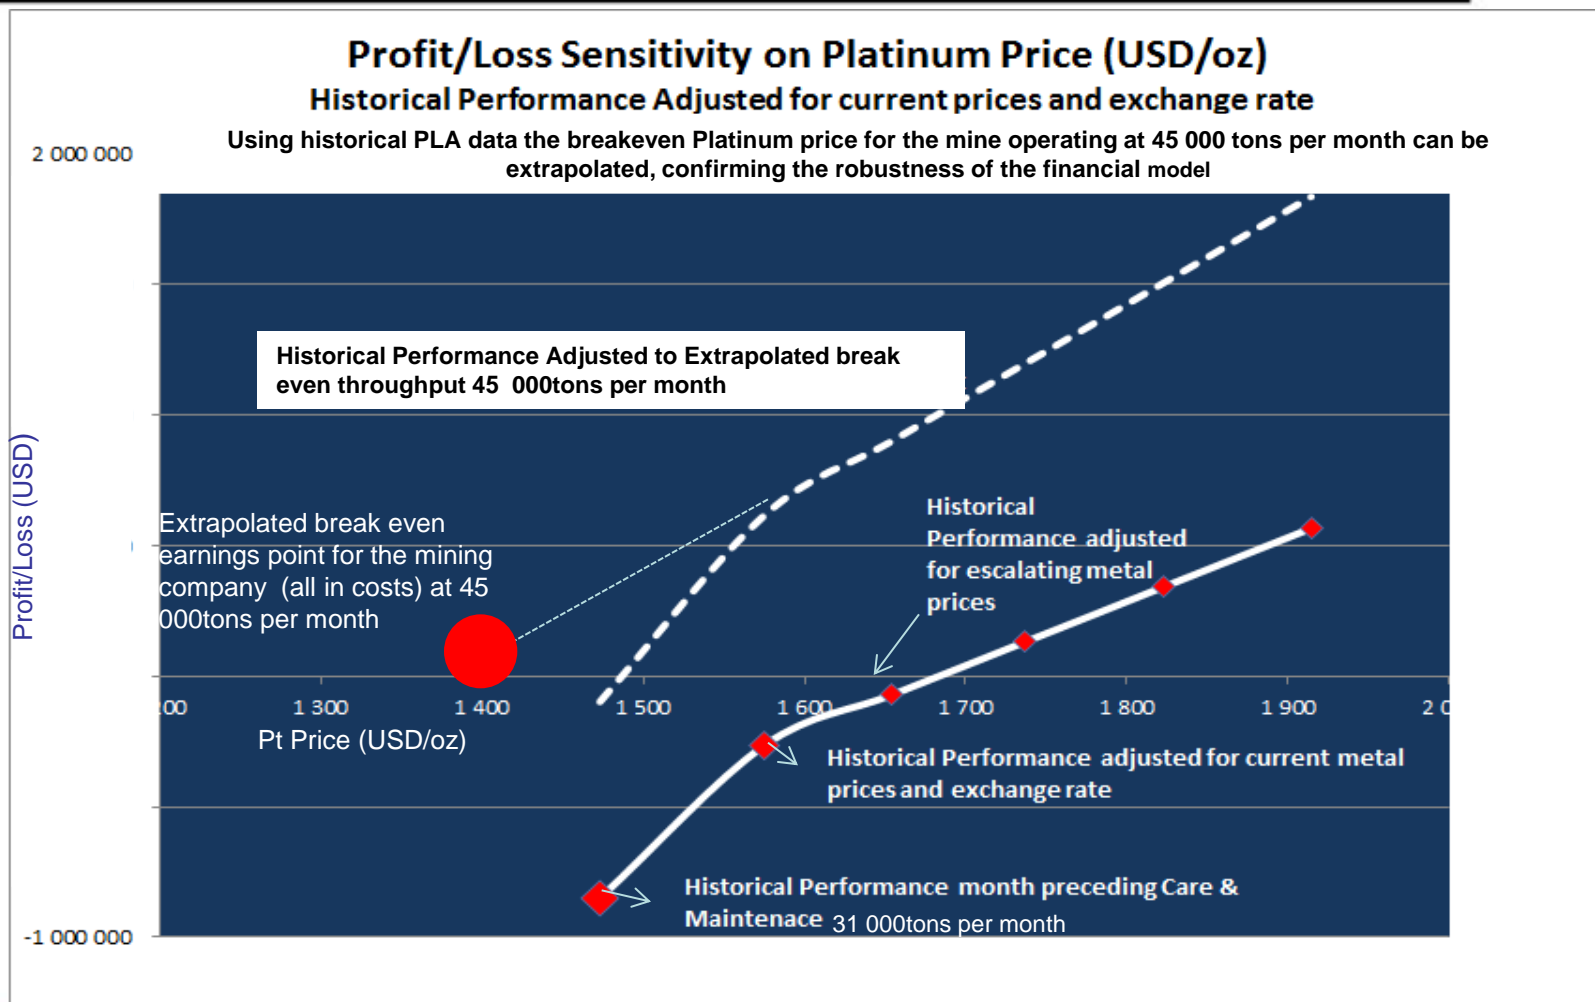 Profit/Loss Sensitivity on Platinum Price (USD/oz)
Historical Performance Adjusted for current prices and exchange rate
Using historical PLA data the breakeven Platinum price for the mine operating at 45 000 tons per month can be
extrapolated, confirming the robustness of the financial model
2 000 000
Historical Performance Adjusted to Extrapolated break
even throughput 45 000tons per month
Profit/Loss (USD)
Extrapolated break even
earnings point for the mining
company (all in costs) at 45
000tons per month
Historical
Performance adjusted
for escalating metal
prices
200 1 300 1 400 1 500 1 600 1 700 1 800 1 900 2 0
Pt Price (USD/oz)
Historical Performance adjusted for current metal
prices and exchange rate
Historical Performance month preceding Care &
Maintenace 31 000tons per month
-1 000 000